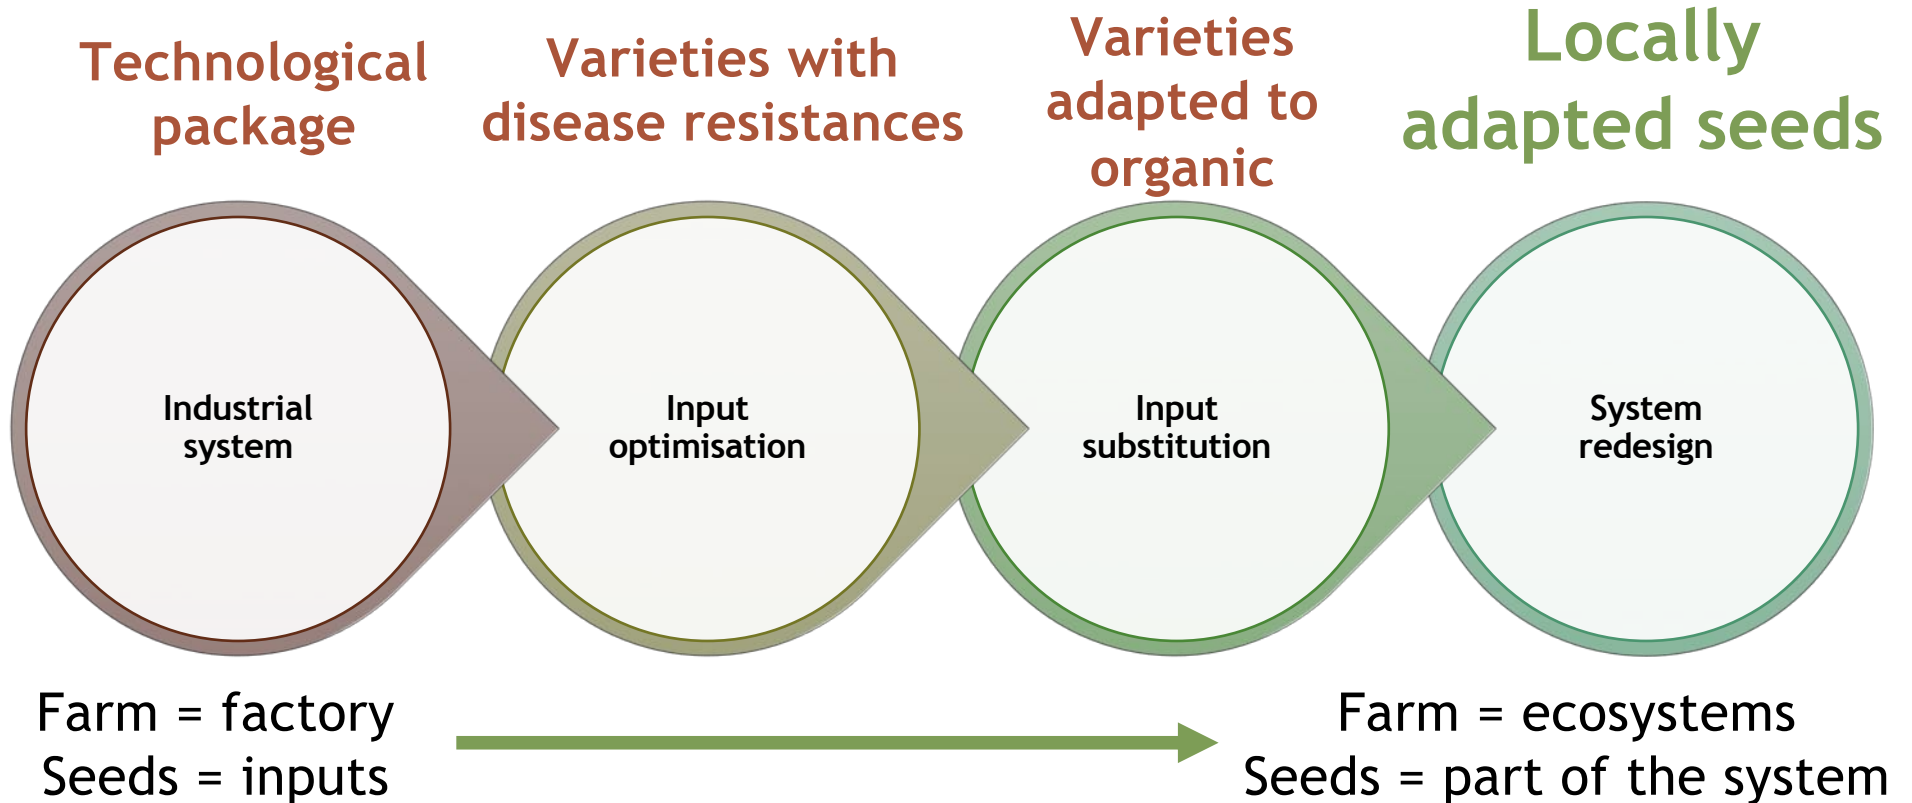 Technological
package
Varieties with
disease resistances
Varieties
adapted to
organic
Locally
adapted seeds
Industrial
system
Input
optimisation
Input
substitution
System
redesign
Farm = factory
Seeds = inputs
Farm = ecosystems
Seeds = part of the system